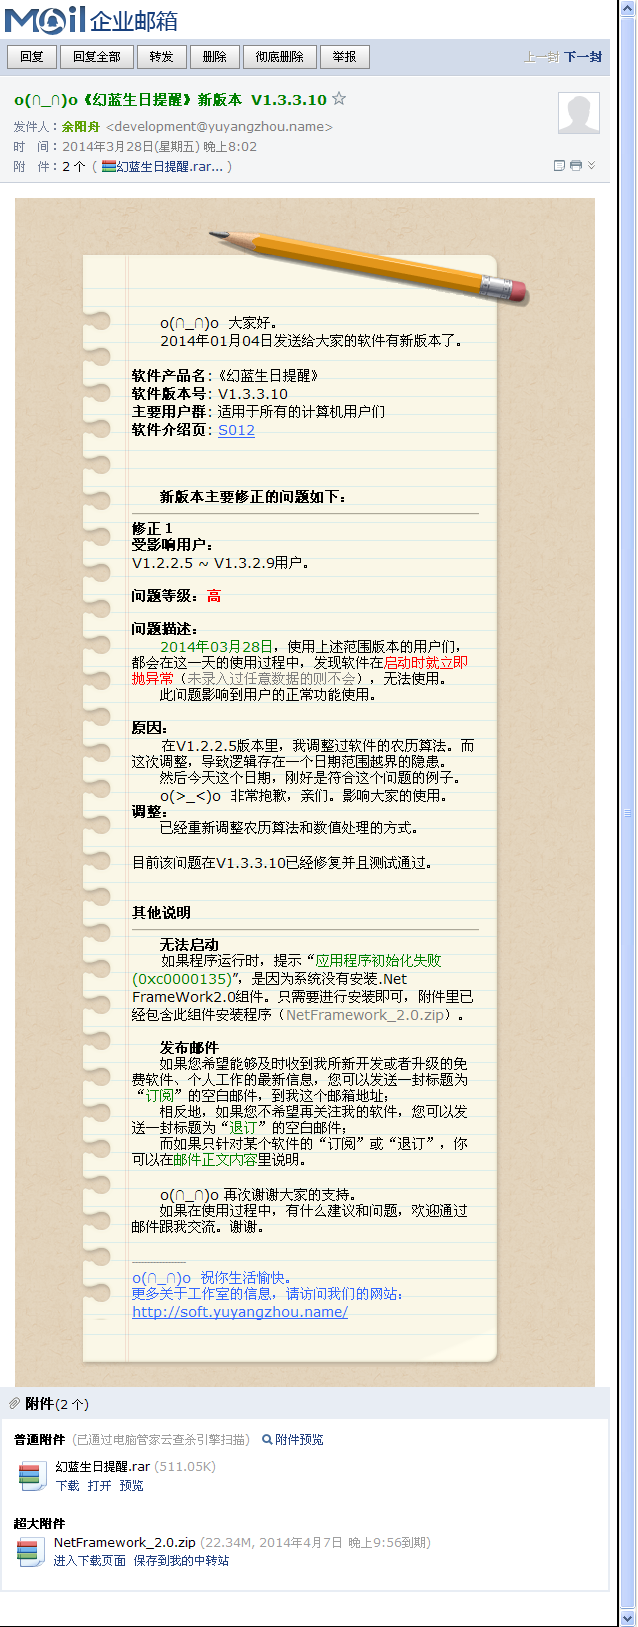 Mail 企业邮箱
回复 回复全部 转发 删除 彻底删除 举报 上一封 下一封
o(∩_∩)o《幻蓝生日提醒》新版本 V1.3.3.10 ☆
发件人：余阳舟 <development@yuyangzhou.name>
时 间：2014年3月28日(星期五) 晚上8:02
附 件：2 个 ( 幻蓝生日提醒.rar... )
o(∩_∩)o 大家好。
2014年01月04日发送给大家的软件有新版本了。
软件产品名：《幻蓝生日提醒》
软件版本号：V1.3.3.10
主要用户群：适用于所有的计算机用户们
软件介绍页：S012
新版本主要修正的问题如下：
修正 1
受影响用户：
V1.2.2.5 ~ V1.3.2.9用户。
问题等级：高
问题描述：
2014年03月28日，使用上述范围版本的用户们，
都会在这一天的使用过程中，发现软件在启动时就立即
抛异常（未录入过任意数据的则不会），无法使用。
此问题影响到用户的正常功能使用。
原因：
在V1.2.2.5版本里，我调整过软件的农历算法。而
这次调整，导致逻辑存在一个日期范围越界的隐患。
然后今天这个日期，刚好是符合这个问题的例子。
o(>_<)o 非常抱歉，亲们。影响大家的使用。
调整：
已经重新调整农历算法和数值处理的方式。
目前该问题在V1.3.3.10已经修复并且测试通过。
其他说明
无法启动
如果程序运行时，提示“应用程序初始化失败
(0xc0000135)”，是因为系统没有安装.Net
FrameWork2.0组件。只需要进行安装即可，附件里已
经包含此组件安装程序（NetFramework_2.0.zip）。
发布邮件
如果您希望能够及时收到我所新开发或者升级的免
费软件、个人工作的最新信息，您可以发送一封标题为
“订阅”的空白邮件，到我这个邮箱地址；
相反地，如果您不希望再关注我的软件，您可以发
送一封标题为“退订”的空白邮件；
而如果只针对某个软件的“订阅”或“退订”，你
可以在邮件正文内容里说明。
o(∩_∩)o 再次谢谢大家的支持。
如果在使用过程中，有什么建议和问题，欢迎通过
邮件跟我交流。谢谢。
o(∩_∩)o 祝你生活愉快。
更多关于工作室的信息，请访问我们的网站：
http://soft.yuyangzhou.name/
附件(2 个)
普通附件 (已通过电脑管家云查杀引擎扫描) 附件预览
幻蓝生日提醒.rar (511.05K)
下载 打开 预览
超大附件
NetFramework_2.0.zip (22.34M, 2014年4月7日 晚上9:56到期)
进入下载页面 保存到我的中转站